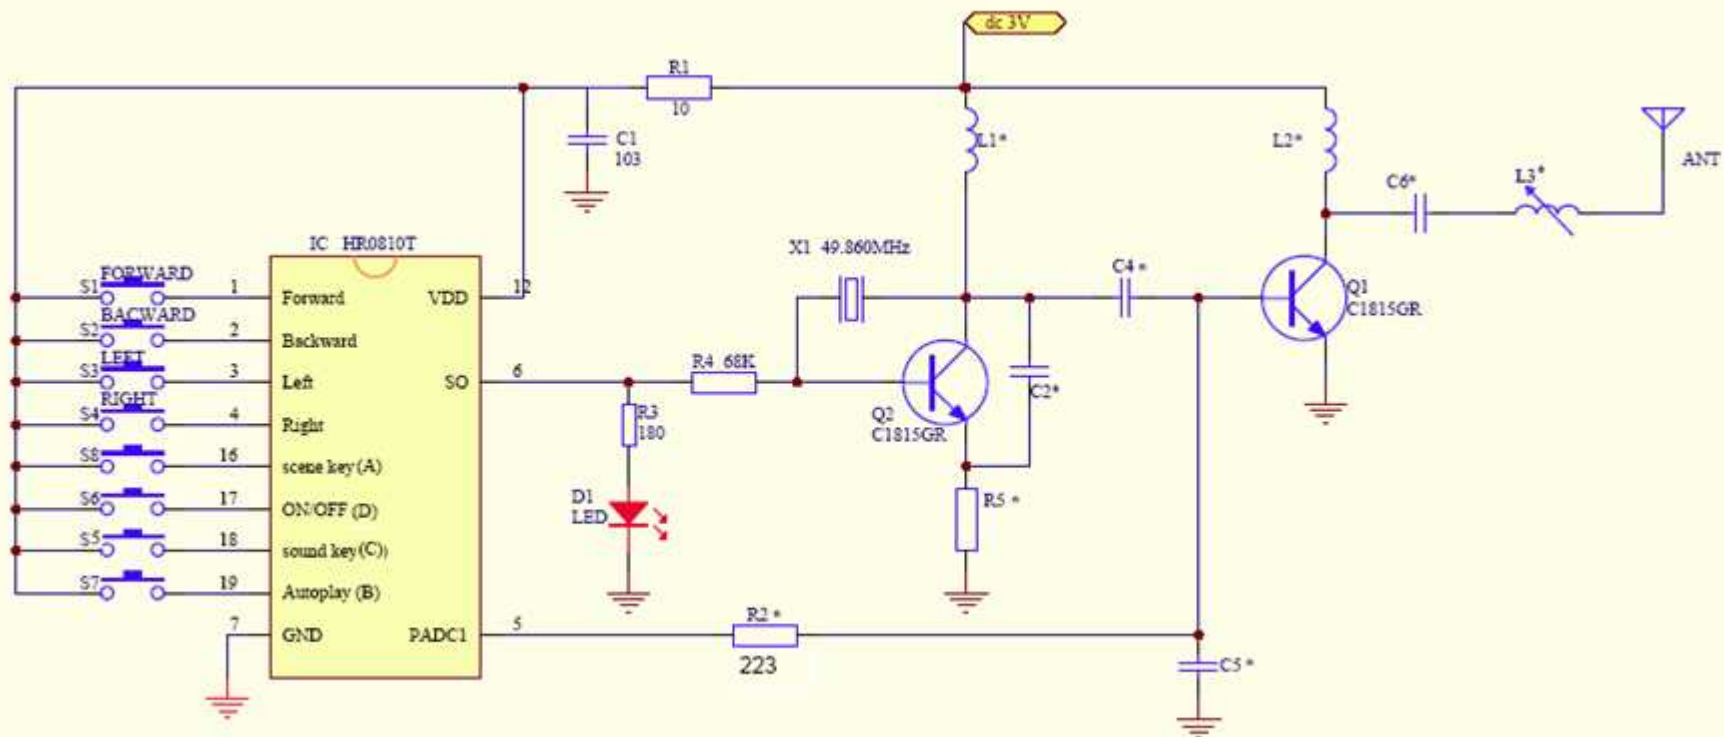 dc 3V
R1
10
C1
103
L1*
L2*
ANT
C6*
L3*
IC HR0810T
X1 49.860MHz
C4*
Q1
C1815GR
FORWARD
S1
1
Forward
VDD
12
BACWARD
S2
2
Backward
LEFT
S3
3
Left
SO
6
R4 68K
C2*
RIGHT
S4
4
Right
R3
180
Q2
C1815GR
S8
16
scene key(A)
S6
17
ON/OFF (D)
D1
LED
R5 *
S5
18
sound key(C))
S7
19
Autoplay (B)
7
GND
PADC1
5
R2 *
223
C5*